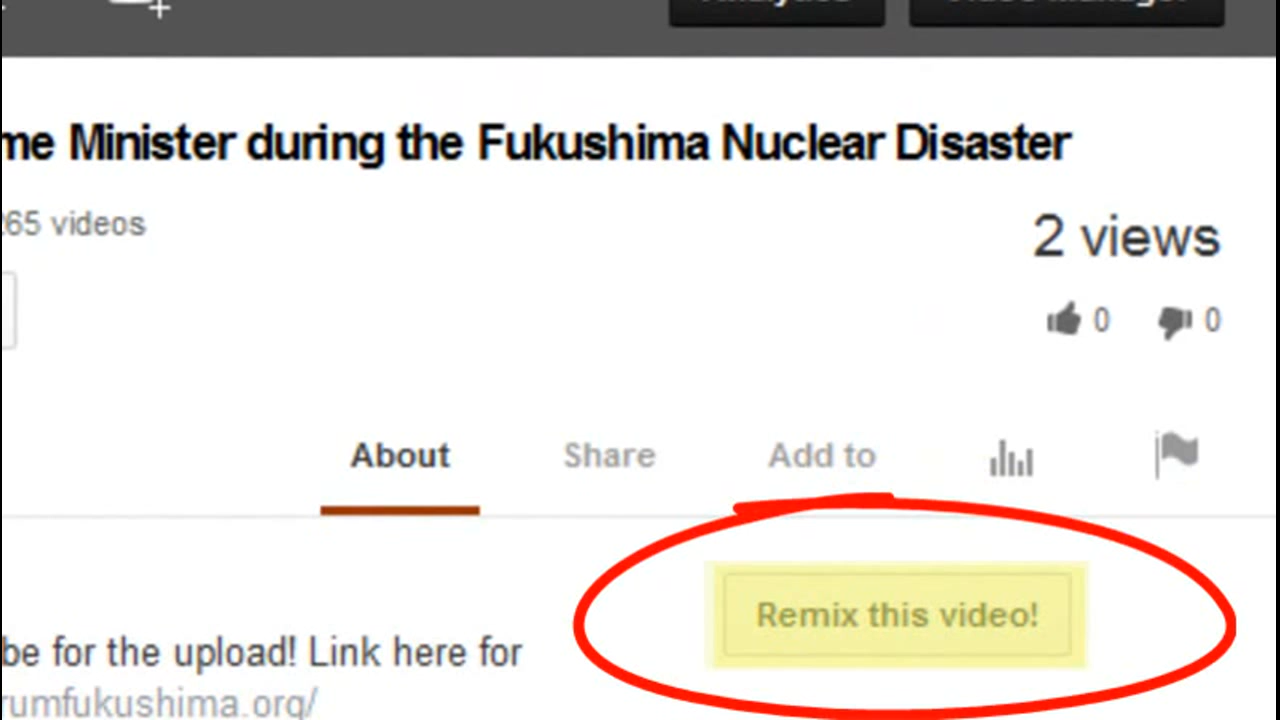 Minister during the Fukushima Nuclear Disaster
265 videos
2 views
0 0
About Share Add to
Remix this video!
be for the upload! Link here for
rumfukushima.org/